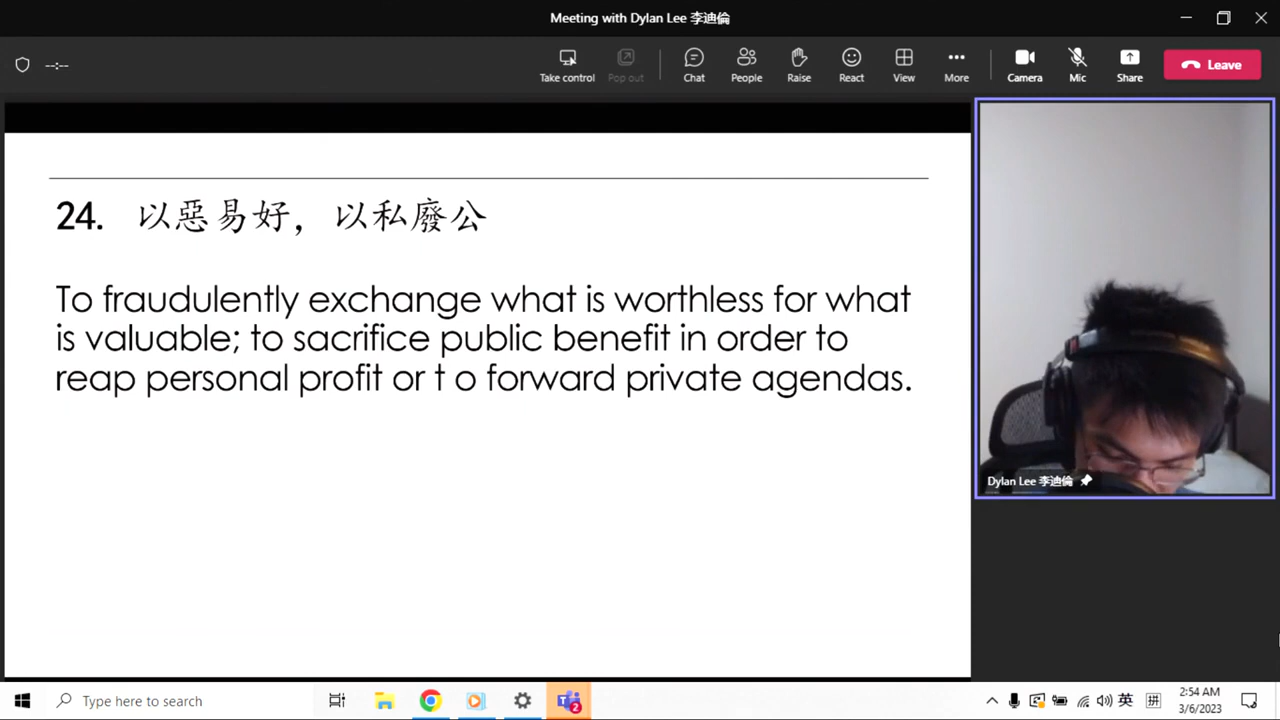 Meeting with Dylan Lee 李迪倫
--:--
Take control
Pop out
Chat
People
Raise
React
View
More
Camera
Mic
Share
Leave
24. 以惡易好，以私廢公
To fraudulently exchange what is worthless for what
is valuable; to sacrifice public benefit in order to
reap personal profit or t o forward private agendas.
Dylan Lee 李迪倫
Type here to search
2
英
拼
2:54 AM
3/6/2023